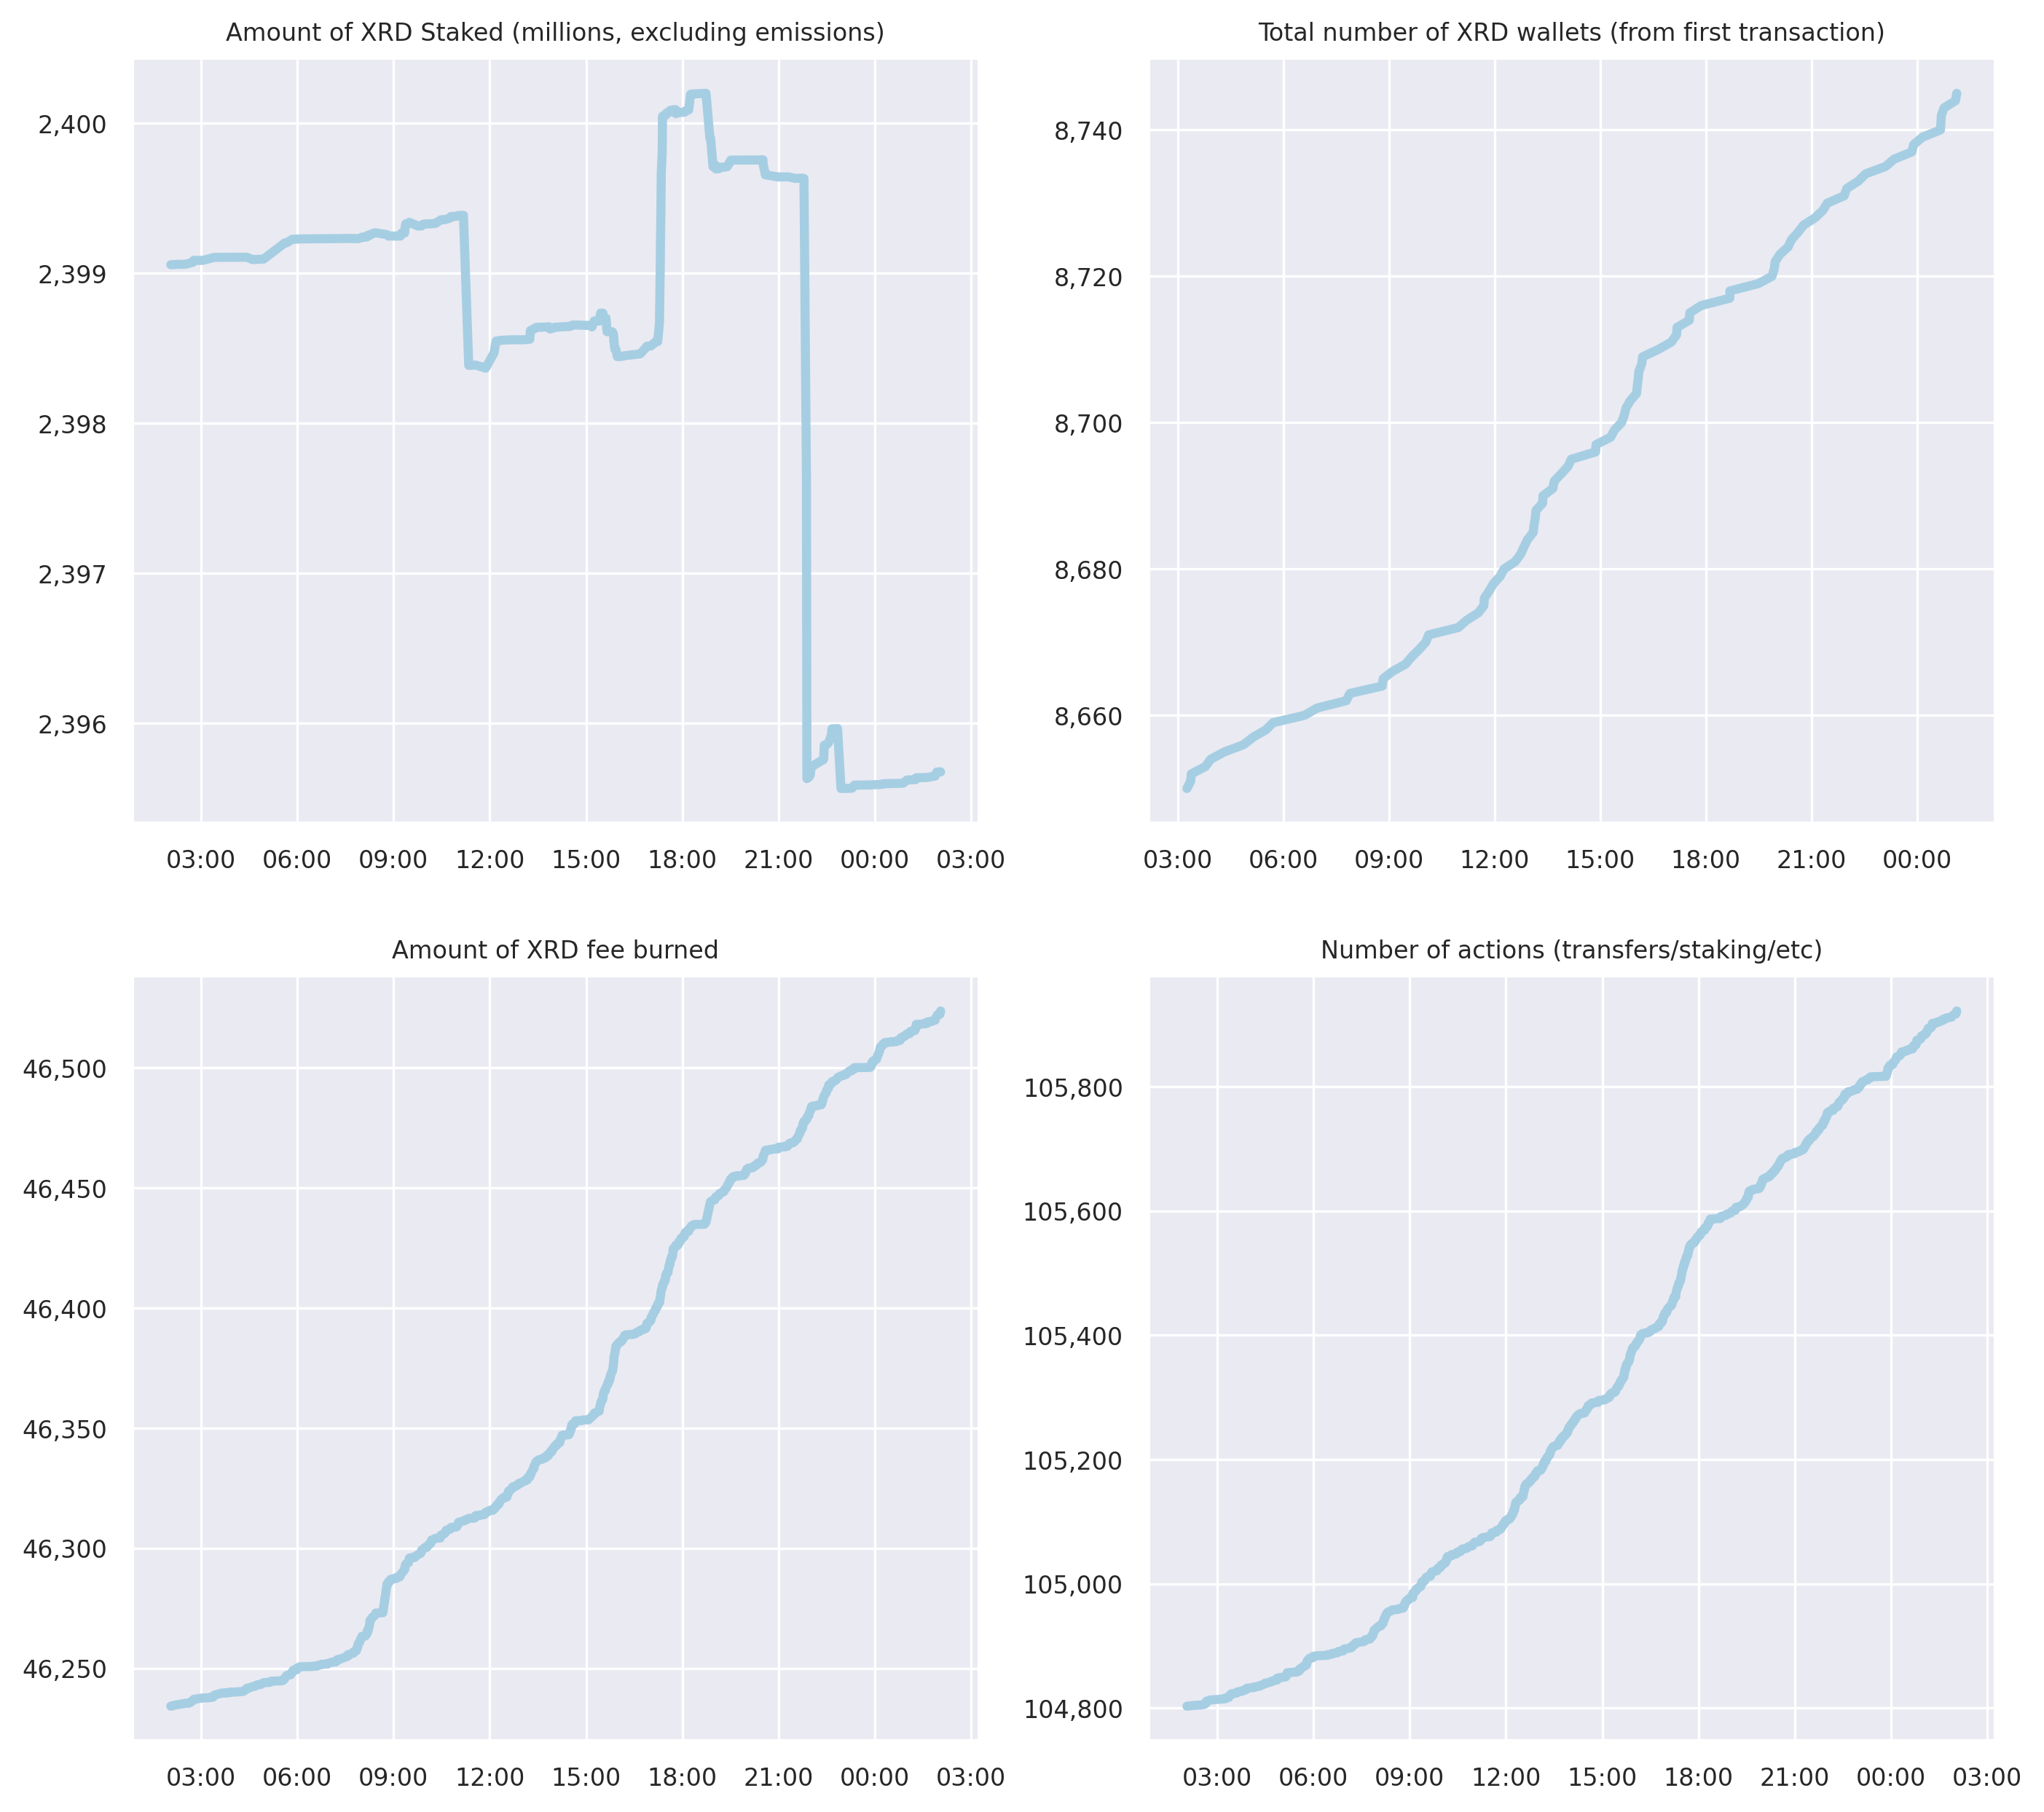 Amount of XRD Staked (millions, excluding emissions)
2,400
2,399
2,398
2,397
2,396
03:00 06:00 09:00 12:00 15:00 18:00 21:00 00:00 03:00
Total number of XRD wallets (from first transaction)
8,740
8,720
8,700
8,680
8,660
03:00 06:00 09:00 12:00 15:00 18:00 21:00 00:00
Amount of XRD fee burned
46,500
46,450
46,400
46,350
46,300
46,250
03:00 06:00 09:00 12:00 15:00 18:00 21:00 00:00 03:00
Number of actions (transfers/staking/etc)
105,800
105,600
105,400
105,200
105,000
104,800
03:00 06:00 09:00 12:00 15:00 18:00 21:00 00:00 03:00